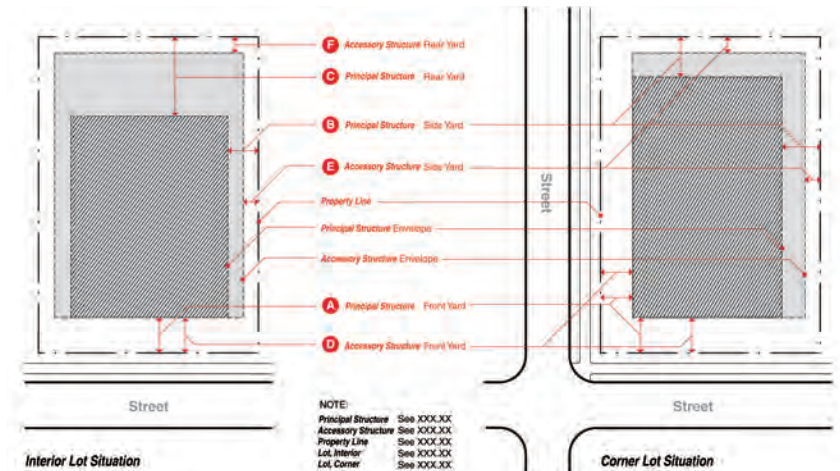 F Accessory Structure Rear Yard
C Principal Structure Rear Yard
B Principal Structure Side Yard
E Accessory Structure Side Yard
Property Line
Principal Structure Envelope
Accessory Structure Envelope
A Principal Structure Front Yard
D Accessory Structure Front Yard
Street
Street
Street
NOTE:
Principal Structure See XXX.XX
Accessory Structure See XXX.XX
Property Line See XXX.XX
Lot, Interior See XXX.XX
Lot, Corner See XXX.XX
Interior Lot Situation
Corner Lot Situation